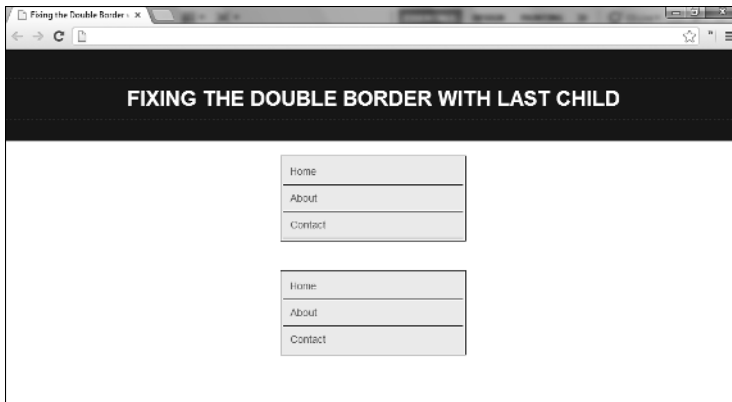 Fixing the Double Border
FIXING THE DOUBLE BORDER WITH LAST CHILD
Home
About
Contact
Home
About
Contact